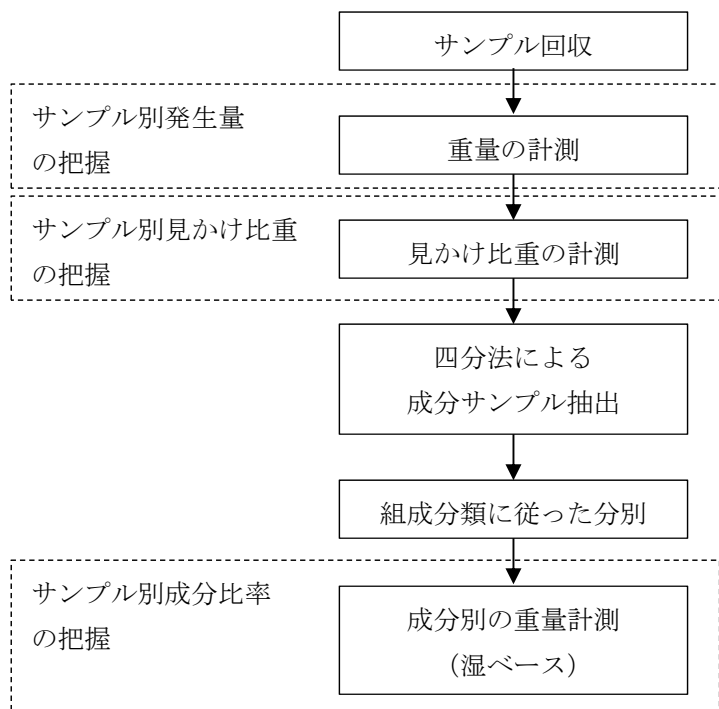 サンプル回収
サンプル別発生量
の把握
重量の計測
サンプル別見かけ比重
の把握
見かけ比重の計測
四分法による
成分サンプル抽出
組成分類に従った分別
サンプル別成分比率
の把握
成分別の重量計測
（湿ベース）